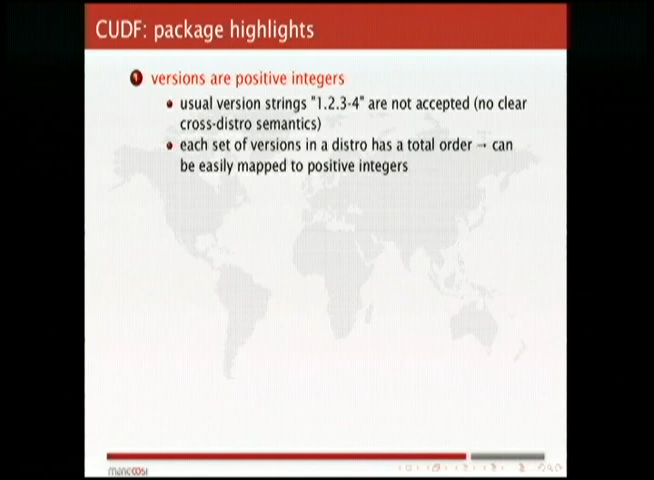 CUDF: package highlights
1 versions are positive integers
• usual version strings "1.2.3-4" are not accepted (no clear
cross-distro semantics)
• each set of versions in a distro has a total order → can
be easily mapped to positive integers
mancoosi